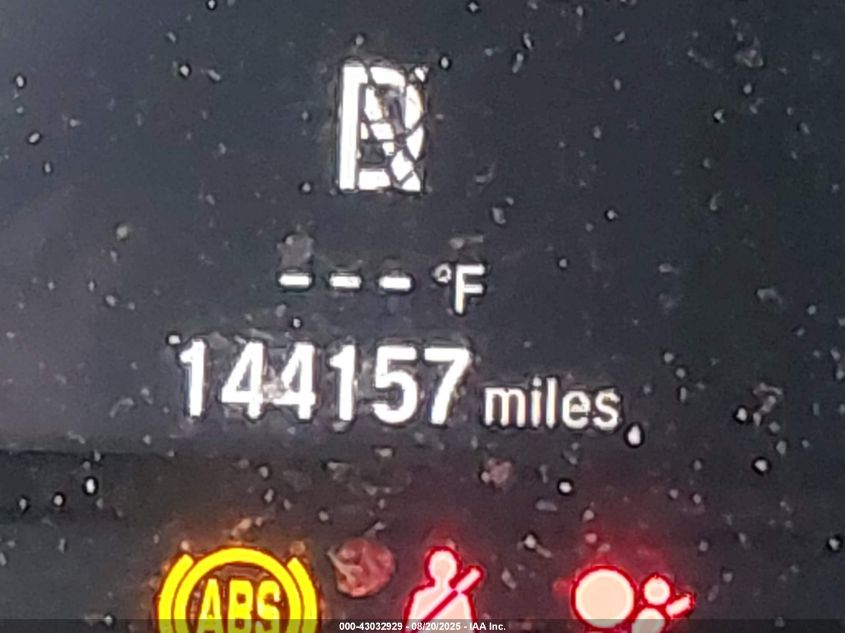 - - - °F
144157 miles
ABS
000-43032929 - 08/20/2025 - IAA Inc.